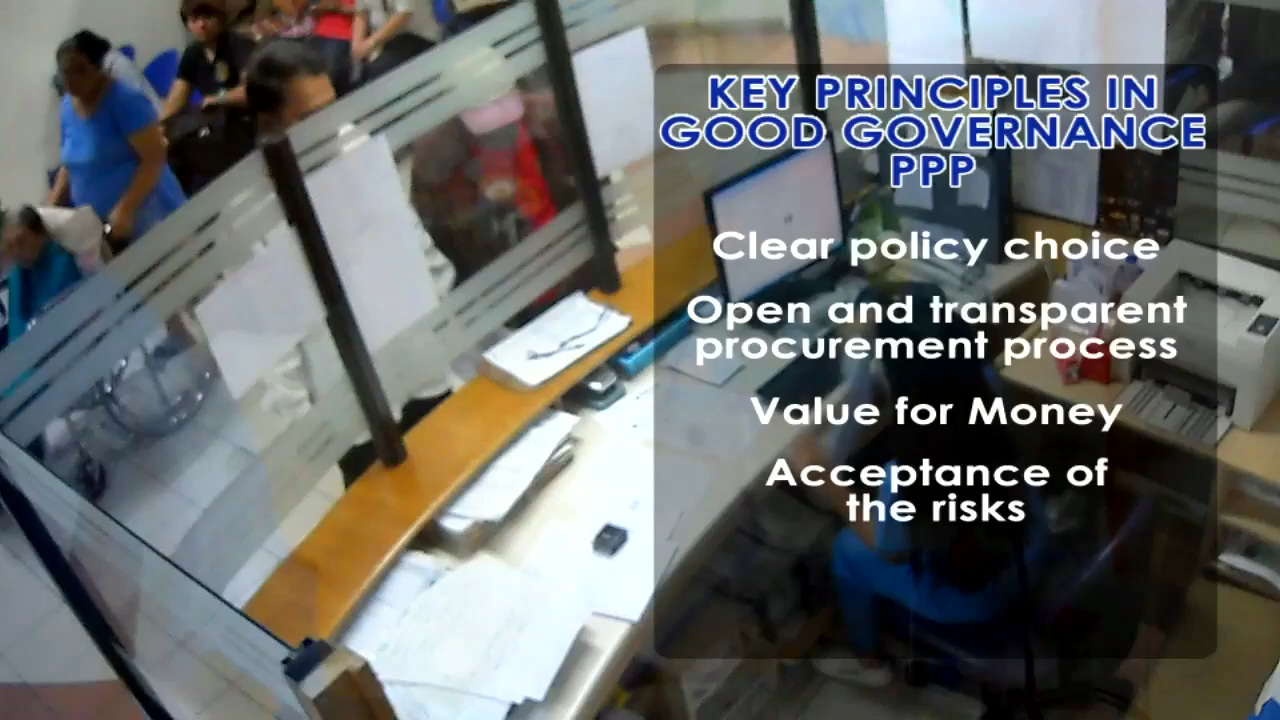 KEY PRINCIPLES IN
GOOD GOVERNANCE
PPP
Clear policy choice
Open and transparent
procurement process
Value for Money
Acceptance of
the risks